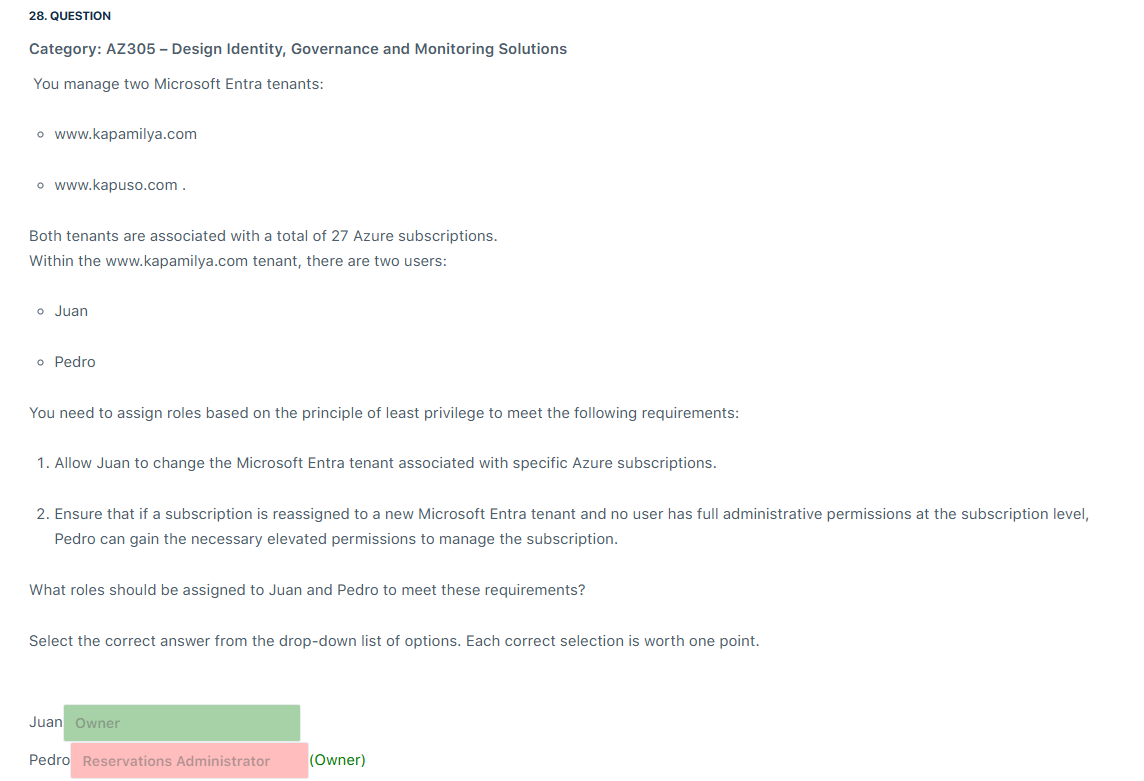 28. QUESTION
Category: AZ305 – Design Identity, Governance and Monitoring Solutions
You manage two Microsoft Entra tenants:
www.kapamilya.com
www.kapuso.com .
Both tenants are associated with a total of 27 Azure subscriptions.
Within the www.kapamilya.com tenant, there are two users:
Juan
Pedro
You need to assign roles based on the principle of least privilege to meet the following requirements:
1. Allow Juan to change the Microsoft Entra tenant associated with specific Azure subscriptions.
2. Ensure that if a subscription is reassigned to a new Microsoft Entra tenant and no user has full administrative permissions at the subscription level,
Pedro can gain the necessary elevated permissions to manage the subscription.
What roles should be assigned to Juan and Pedro to meet these requirements?
Select the correct answer from the drop-down list of options. Each correct selection is worth one point.
Juan Owner
Pedro Reservations Administrator (Owner)